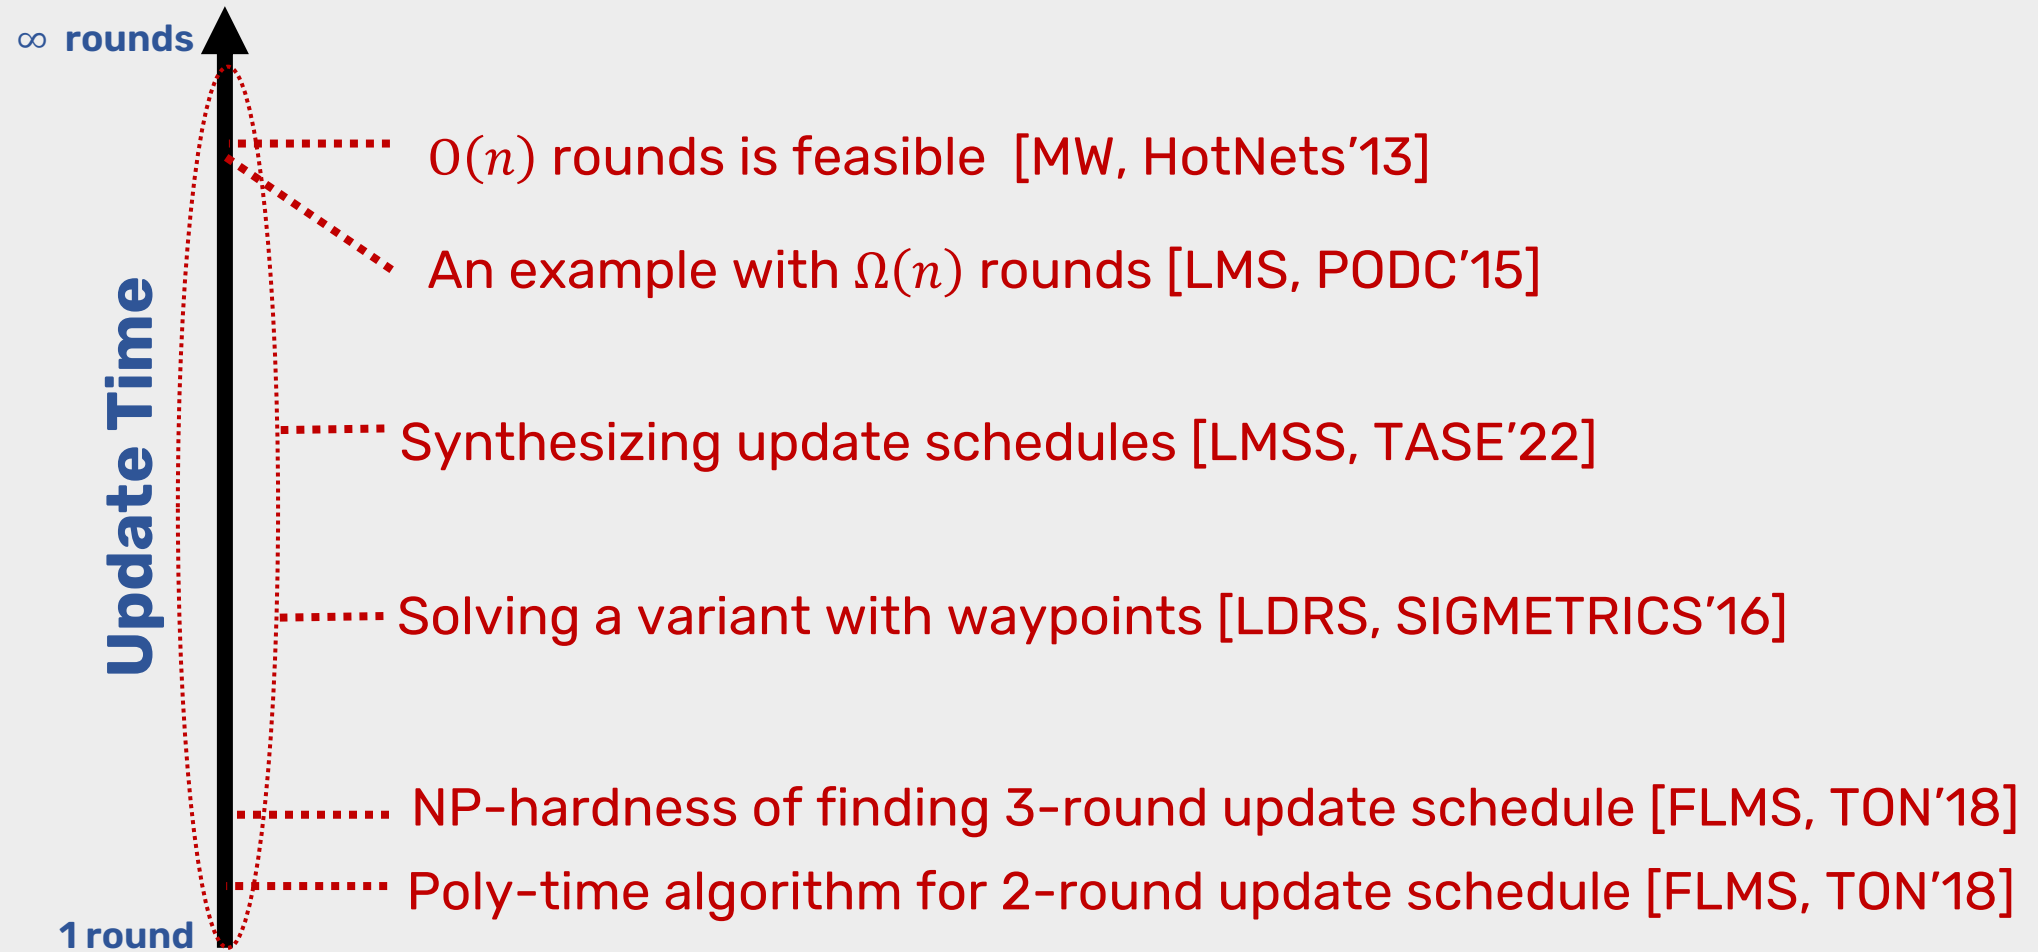 ∞ rounds
O(n) rounds is feasible [MW, HotNets’13]
An example with Ω(n) rounds [LMS, PODC’15]
Update Time
Synthesizing update schedules [LMSS, TASE’22]
Solving a variant with waypoints [LDRS, SIGMETRICS’16]
NP-hardness of finding 3-round update schedule [FLMS, TON’18]
Poly-time algorithm for 2-round update schedule [FLMS, TON’18]
1 round